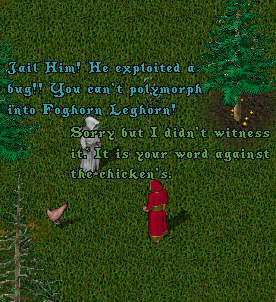 Jail Him! He exploited a
bug!! You can't polymorph
into Foghorn Leghorn!
Sorry but I didn't witness
it. It is your word against
the chicken's.